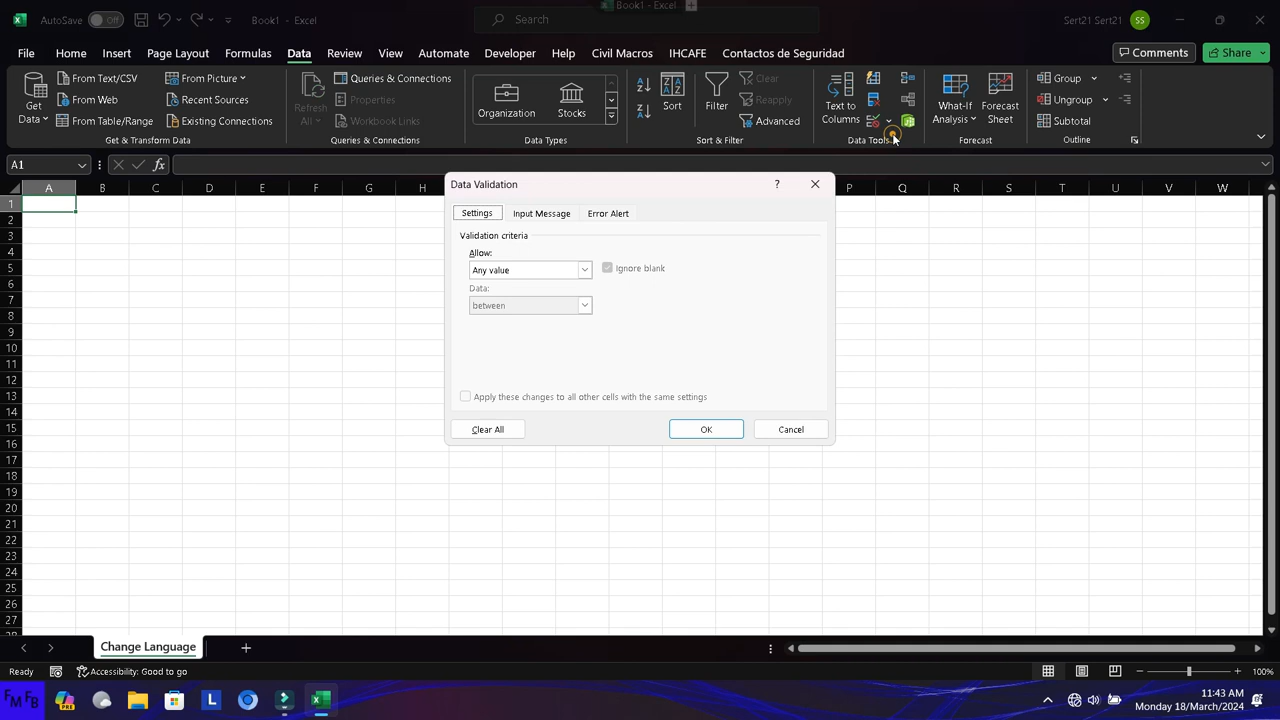 Book1 - Excel
AutoSave Off Book1 - Excel Search Sert21 Sert21 SS
File Home Insert Page Layout Formulas Data Review View Automate Developer Help Civil Macros IHCAFE Contactos de Seguridad Comments Share
Get Data
From Text/CSV
From Web
From Table/Range
From Picture
Recent Sources
Existing Connections
Get & Transform Data
Refresh All
Queries & Connections
Properties
Workbook Links
Queries & Connections
Organization
Stocks
Data Types
Sort
Filter
Clear
Reapply
Advanced
Sort & Filter
Text to Columns
Data Tools
What-If Analysis
Forecast Sheet
Forecast
Group
Ungroup
Subtotal
Outline
A1 fx
A B C D E F G H P Q R S T U V W
Data Validation ?
Settings Input Message Error Alert
Validation criteria
Allow:
Any value Ignore blank
Data:
between
Apply these changes to all other cells with the same settings
Clear All OK Cancel
1
2
3
4
5
6
7
8
9
10
11
12
13
14
15
16
17
18
19
20
21
22
23
24
25
26
27
28
Change Language
Ready Accessibility: Good to go 100%
FM FB L 11:43 AM
Monday 18/March/2024